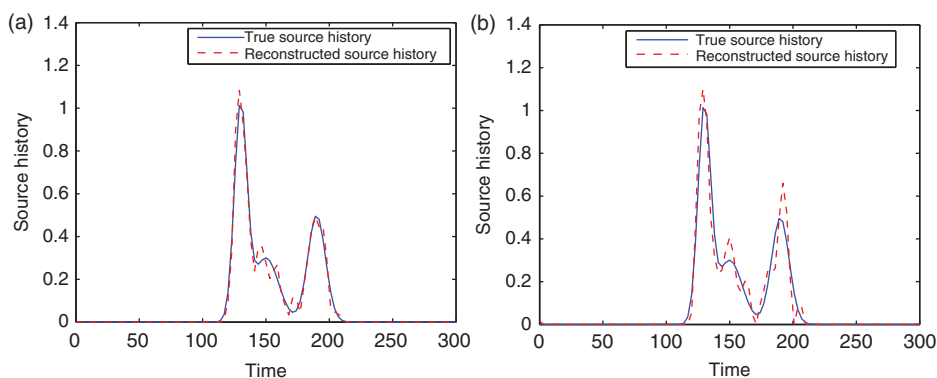 (a)
1.4
1.2
1
0.8
0.6
0.4
0.2
0
Source history
True source history
Reconstructed source history
0 50 100 150 200 250 300
Time
(b)
1.4
1.2
1
0.8
0.6
0.4
0.2
0
Source history
True source history
Reconstructed source history
0 50 100 150 200 250 300
Time